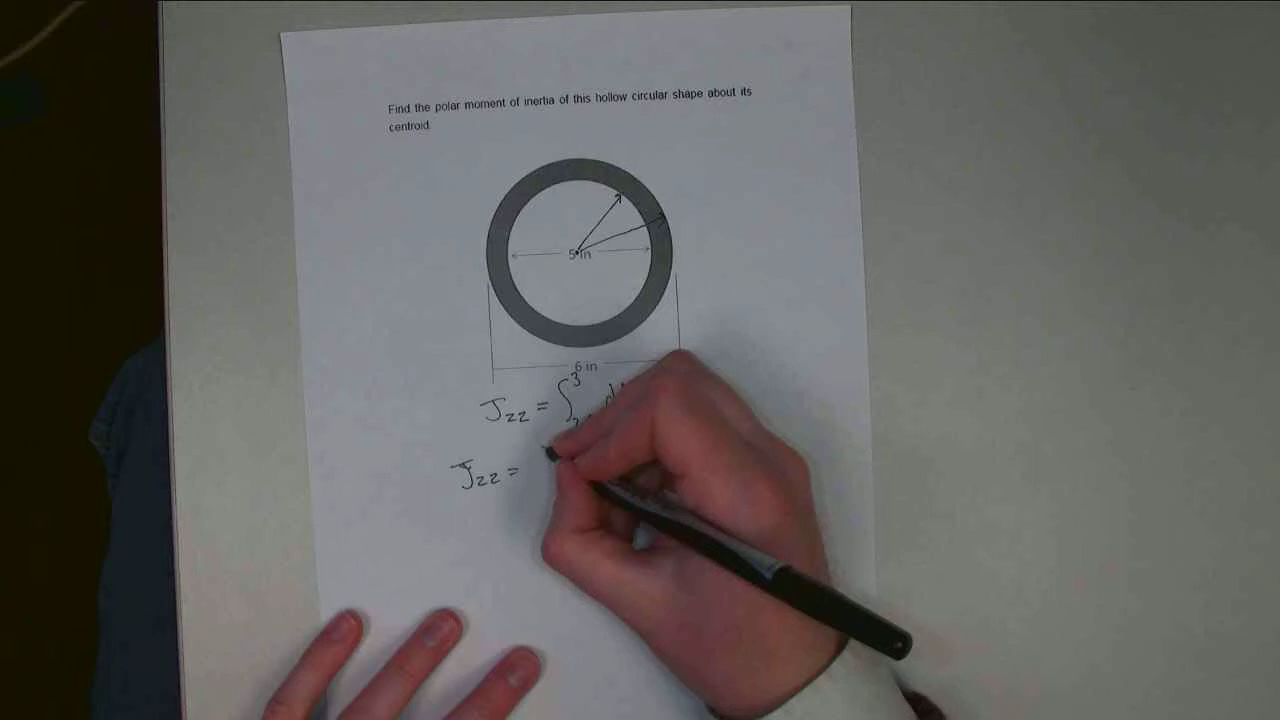 Find the polar moment of inertia of this hollow circular shape about its
centroid.
5 in
6 in
Jzz = ∫ 3
Jzz =